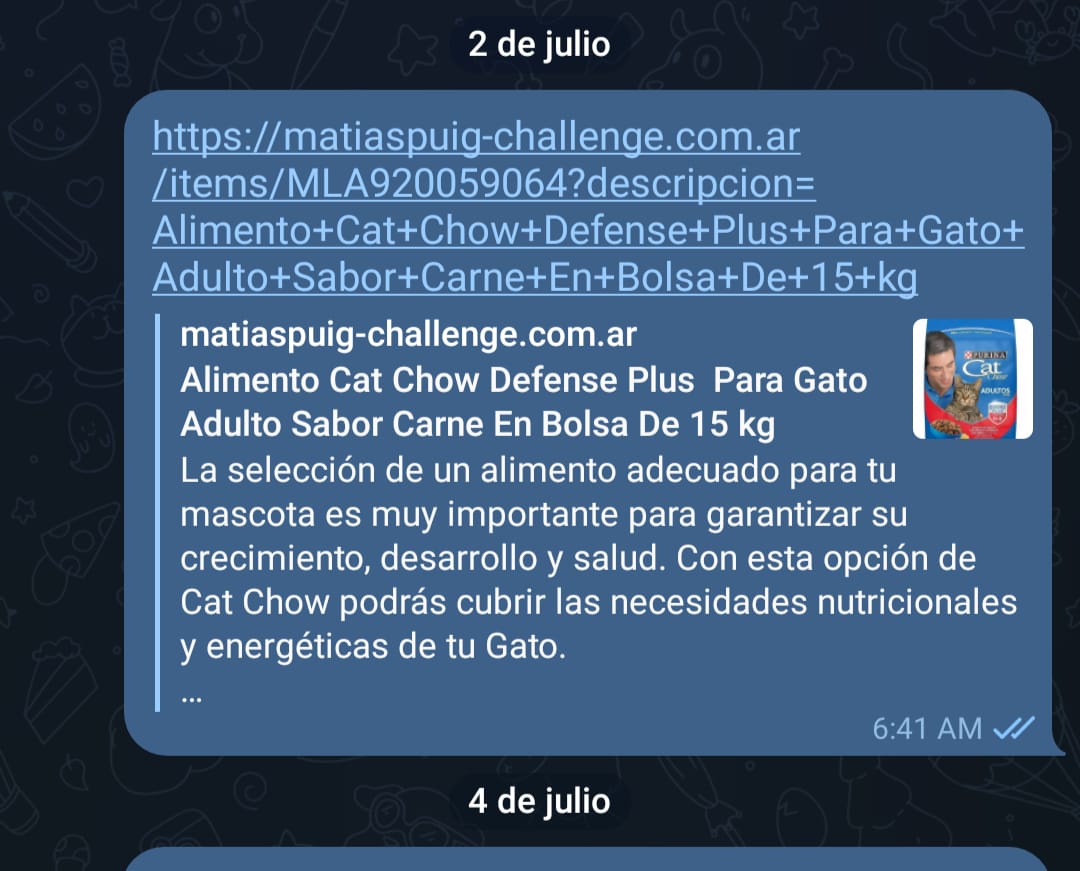 2 de julio
https://matiaspuig-challenge.com.ar
/items/MLA920059064?descripcion=
Alimento+Cat+Chow+Defense+Plus+Para+Gato+
Adulto+Sabor+Carne+En+Bolsa+De+15+kg
matiaspuig-challenge.com.ar
Alimento Cat Chow Defense Plus  Para Gato
Adulto Sabor Carne En Bolsa De 15 kg
PURINA
Cat
Chow
ADULTOS
La selección de un alimento adecuado para tu
mascota es muy importante para garantizar su
crecimiento, desarrollo y salud. Con esta opción de
Cat Chow podrás cubrir las necesidades nutricionales
y energéticas de tu Gato.
...
6:41 AM
4 de julio